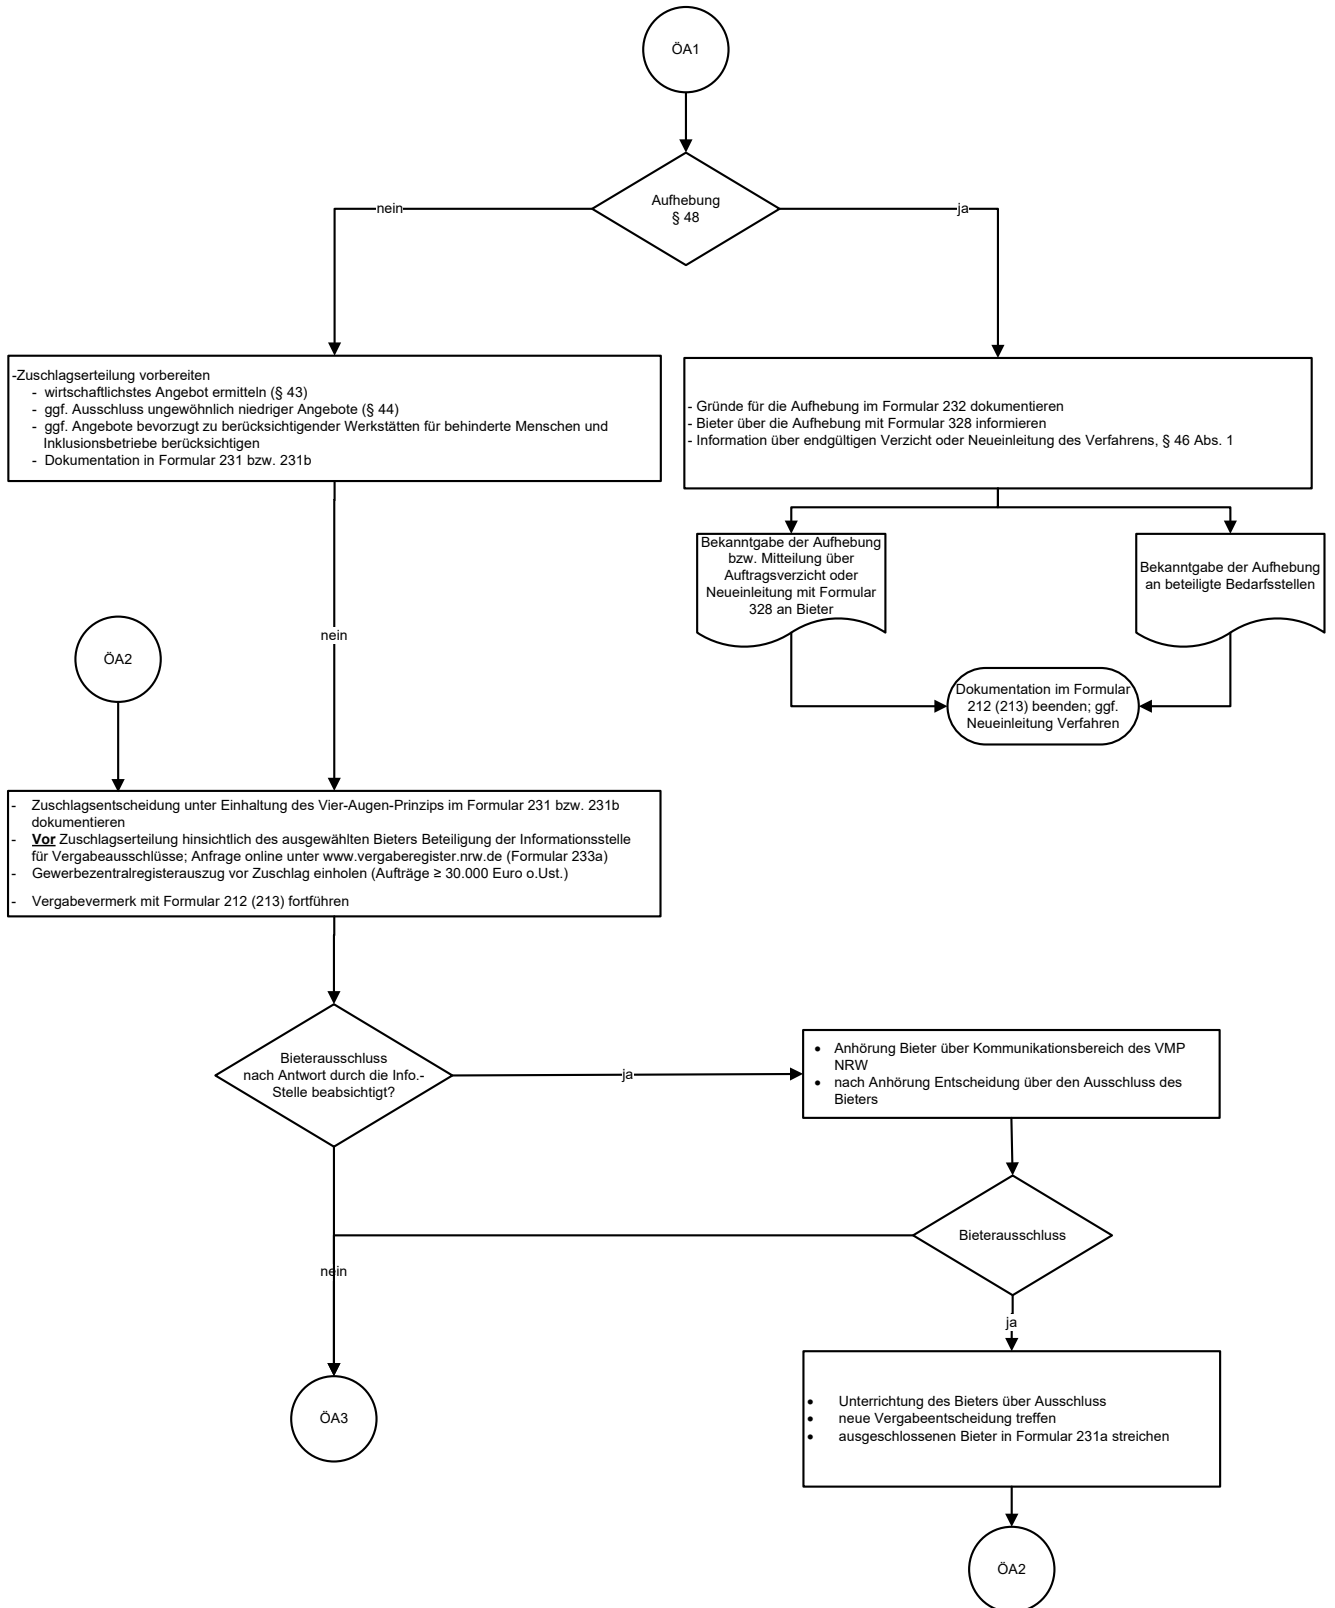 ÖA1
Aufhebung
§ 48
nein
ja
-Zuschlagserteilung vorbereiten
- wirtschaftlichstes Angebot ermitteln (§ 43)
- ggf. Ausschluss ungewöhnlich niedriger Angebote (§ 44)
- ggf. Angebote bevorzugt zu berücksichtigender Werkstätten für behinderte Menschen und
Inklusionsbetriebe berücksichtigen
- Dokumentation in Formular 231 bzw. 231b
- Gründe für die Aufhebung im Formular 232 dokumentieren
- Bieter über die Aufhebung mit Formular 328 informieren
- Information über endgültigen Verzicht oder Neueinleitung des Verfahrens, § 46 Abs. 1
Bekanntgabe der Aufhebung
bzw. Mitteilung über
Auftragsverzicht oder
Neueinleitung mit Formular
328 an Bieter
Bekanntgabe der Aufhebung
an beteiligte Bedarfsstellen
nein
ÖA2
Dokumentation im Formular
212 (213) beenden; ggf.
Neueinleitung Verfahren
- Zuschlagsentscheidung unter Einhaltung des Vier-Augen-Prinzips im Formular 231 bzw. 231b
dokumentieren
- Vor Zuschlagserteilung hinsichtlich des ausgewählten Bieters Beteiligung der Informationsstelle
für Vergabeausschlüsse; Anfrage online unter www.vergaberegister.nrw.de (Formular 233a)
- Gewerbezentralregisterauszug vor Zuschlag einholen (Aufträge ≥ 30.000 Euro o.Ust.)
- Vergabevermerk mit Formular 212 (213) fortführen
Bieterausschluss
nach Antwort durch die Info.-
Stelle beabsichtigt?
ja
• Anhörung Bieter über Kommunikationsbereich des VMP
NRW
• nach Anhörung Entscheidung über den Ausschluss des
Bieters
Bieterausschluss
nein
ja
• Unterrichtung des Bieters über Ausschluss
• neue Vergabeentscheidung treffen
• ausgeschlossenen Bieter in Formular 231a streichen
ÖA3
ÖA2